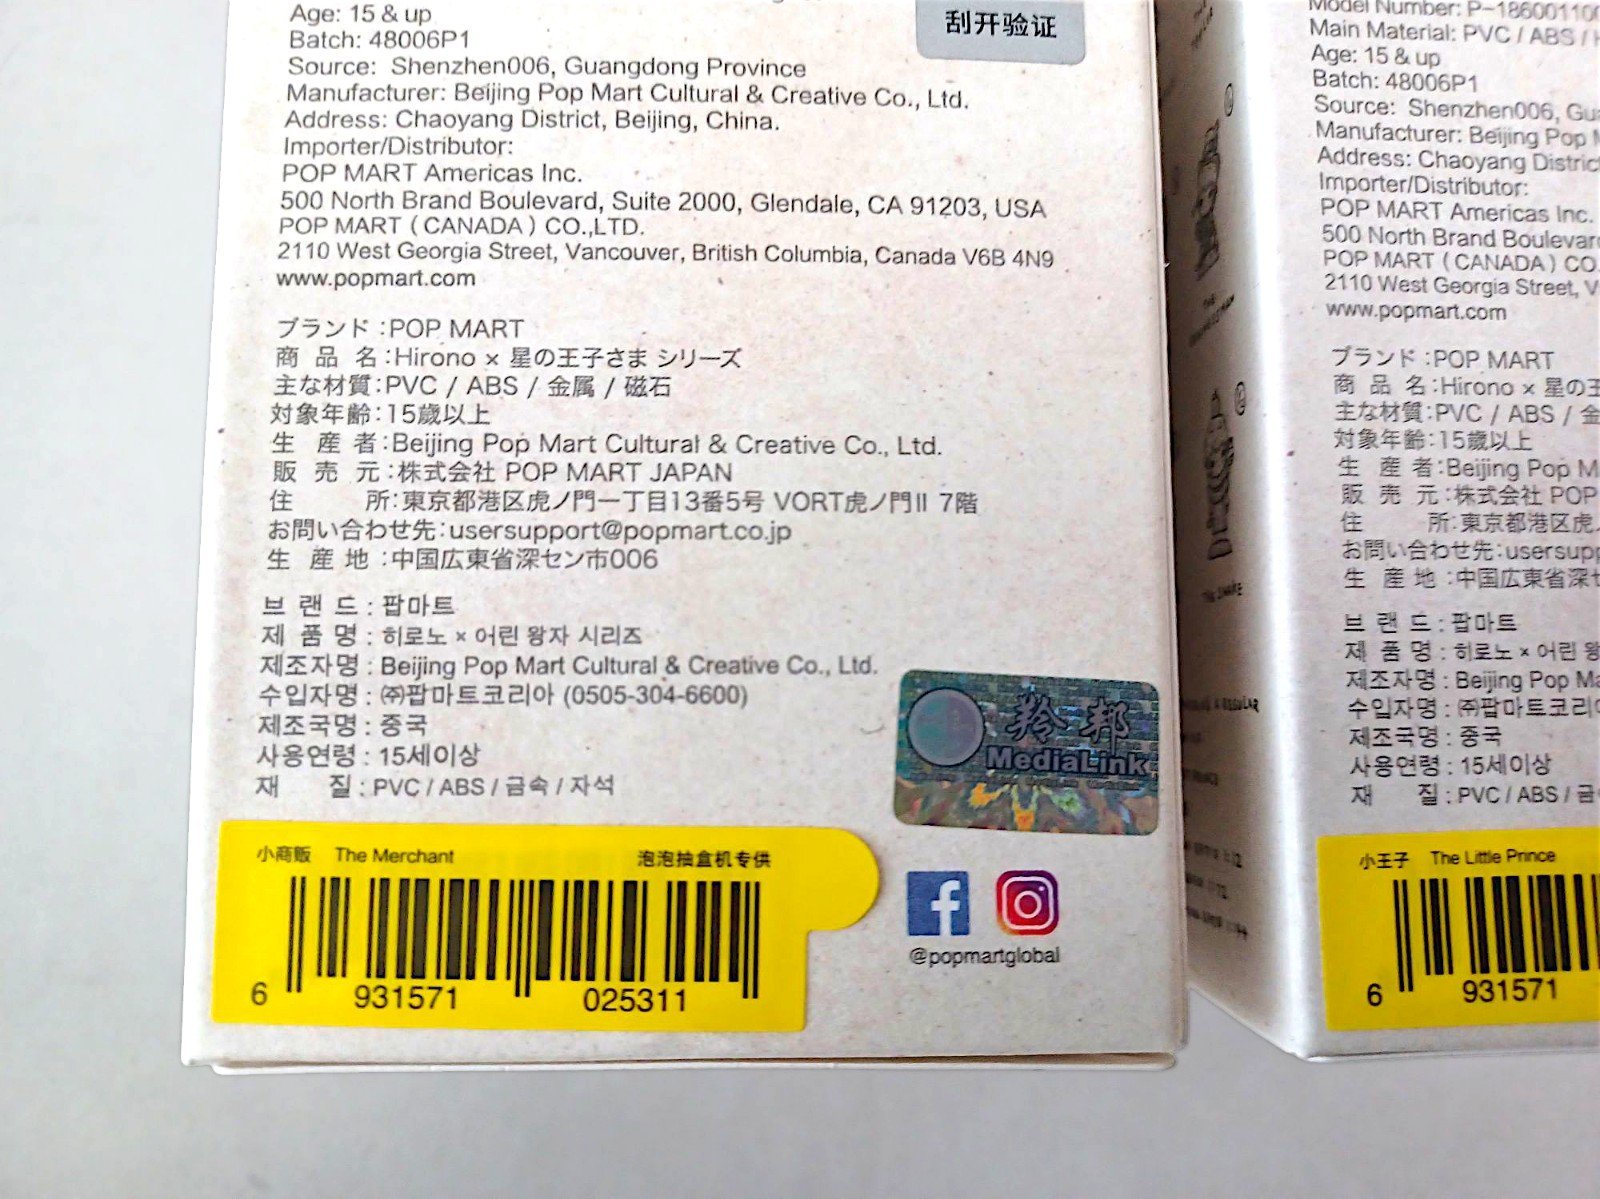 Age: 15 & up
Batch: 48006P1
Source: Shenzhen006, Guangdong Province
Manufacturer: Beijing Pop Mart Cultural & Creative Co., Ltd.
Address: Chaoyang District, Beijing, China.
Importer/Distributor:
POP MART Americas Inc.
500 North Brand Boulevard, Suite 2000, Glendale, CA 91203, USA
POP MART (CANADA) CO.,LTD.
2110 West Georgia Street, Vancouver, British Columbia, Canada V6B 4N9
www.popmart.com
ブランド:POP MART
商品名:Hirono × 星の王子さま シリーズ
主な材質:PVC / ABS / 金属 / 磁石
対象年齢:15歳以上
生産者:Beijing Pop Mart Cultural & Creative Co., Ltd.
販売元:株式会社 POP MART JAPAN
住所:東京都港区虎ノ門一丁目13番5号 VORT虎ノ門II 7階
お問い合わせ先:usersupport@popmart.co.jp
生産地:中国広東省深セン市006
브랜드 : 팝마트
제품명 : 히로노 × 어린 왕자 시리즈
제조자명 : Beijing Pop Mart Cultural & Creative Co., Ltd.
수입자명 : ㈜팝마트코리아 (0505-304-6600)
제조국명 : 중국
사용연령 : 15세이상
재질 : PVC / ABS / 금속 / 자석
刮开验证
羚邦
MediaLink
小商贩 The Merchant 泡泡抽盒机专供
6 931571 025311
@popmartglobal
THE SNAKE
Model Number: P-18600110
Main Material: PVC / ABS /
Age: 15 & up
Batch: 48006P1
Source: Shenzhen006,
Manufacturer: Beijing Pop
Address: Chaoyang
Importer/Distributor:
POP MART Americas Inc.
500 North Brand
POP MART (CANADA)
2110 West Georgia Street,
www.popmart.com
ブランド:POP MART
商品名:Hirono × 星の
主な材質:PVC / ABS /
対象年齢:15歳以上
生産者:Beijing Pop
販売元:株式会社 POP
住所:東京都港区虎
お問い合わせ先:
生産地:中国広東省深
브랜드 : 팝마트
제품명 : 히로노 × 어린
제조자명 : Beijing Pop
수입자명 : ㈜팝마트코리
제조국명 : 중국
사용연령 : 15세이상
재질 : PVC / ABS /
小王子 The Little Prince
6 931571